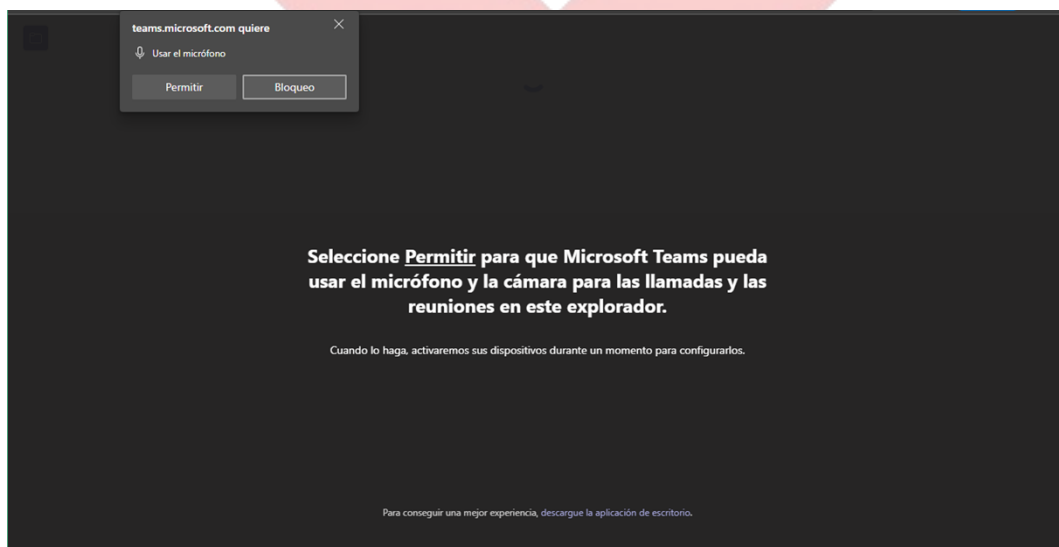 teams.microsoft.com quiere
Usar el micrófono
Permitir
Bloqueo
Seleccione Permitir para que Microsoft Teams pueda
usar el micrófono y la cámara para las llamadas y las
reuniones en este explorador.
Cuando lo haga, activaremos sus dispositivos durante un momento para configurarlos.
Para conseguir una mejor experiencia, descargue la aplicación de escritorio.